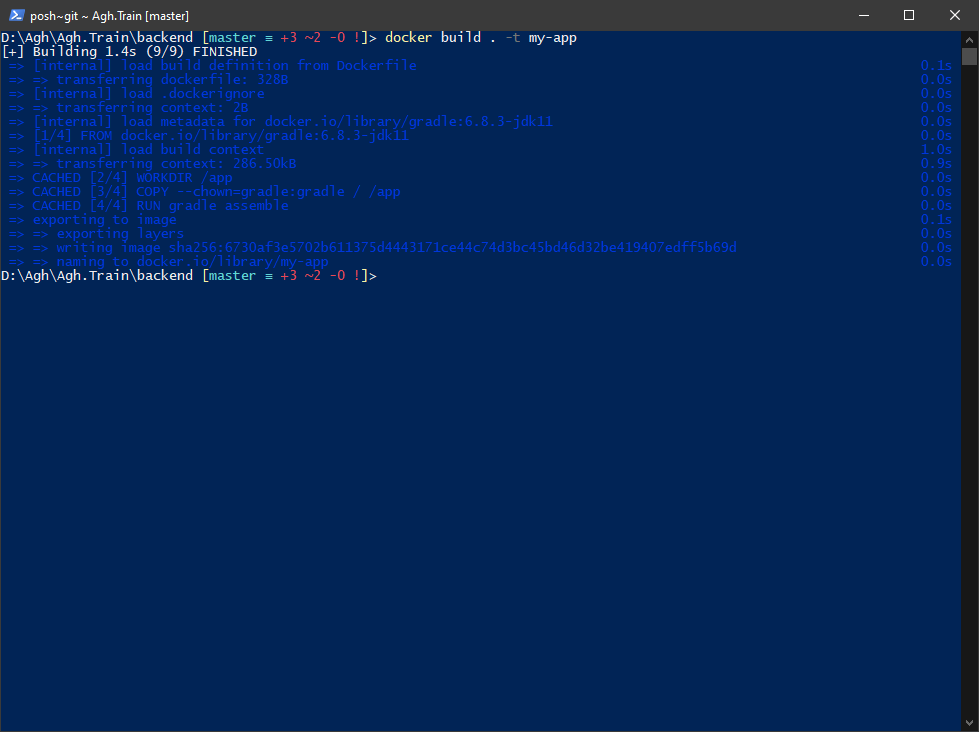 posh~git ~ Agh.Train [master]
D:\Agh\Agh.Train\backend [master ≡ +3 ~2 -0 !]> docker build . -t my-app
[+] Building 1.4s (9/9) FINISHED
=> [internal] load build definition from Dockerfile 0.1s
=> => transferring dockerfile: 328B 0.0s
=> [internal] load .dockerignore 0.0s
=> => transferring context: 2B 0.0s
=> [internal] load metadata for docker.io/library/gradle:6.8.3-jdk11 0.0s
=> [1/4] FROM docker.io/library/gradle:6.8.3-jdk11 0.0s
=> [internal] load build context 1.0s
=> => transferring context: 286.50kB 0.9s
=> CACHED [2/4] WORKDIR /app 0.0s
=> CACHED [3/4] COPY --chown=gradle:gradle / /app 0.0s
=> CACHED [4/4] RUN gradle assemble 0.0s
=> exporting to image 0.1s
=> => exporting layers 0.0s
=> => writing image sha256:6730af3e5702b611375d4443171ce44c74d3bc45bd46d32be419407edff5b69d 0.0s
=> => naming to docker.io/library/my-app 0.0s
D:\Agh\Agh.Train\backend [master ≡ +3 ~2 -0 !]>